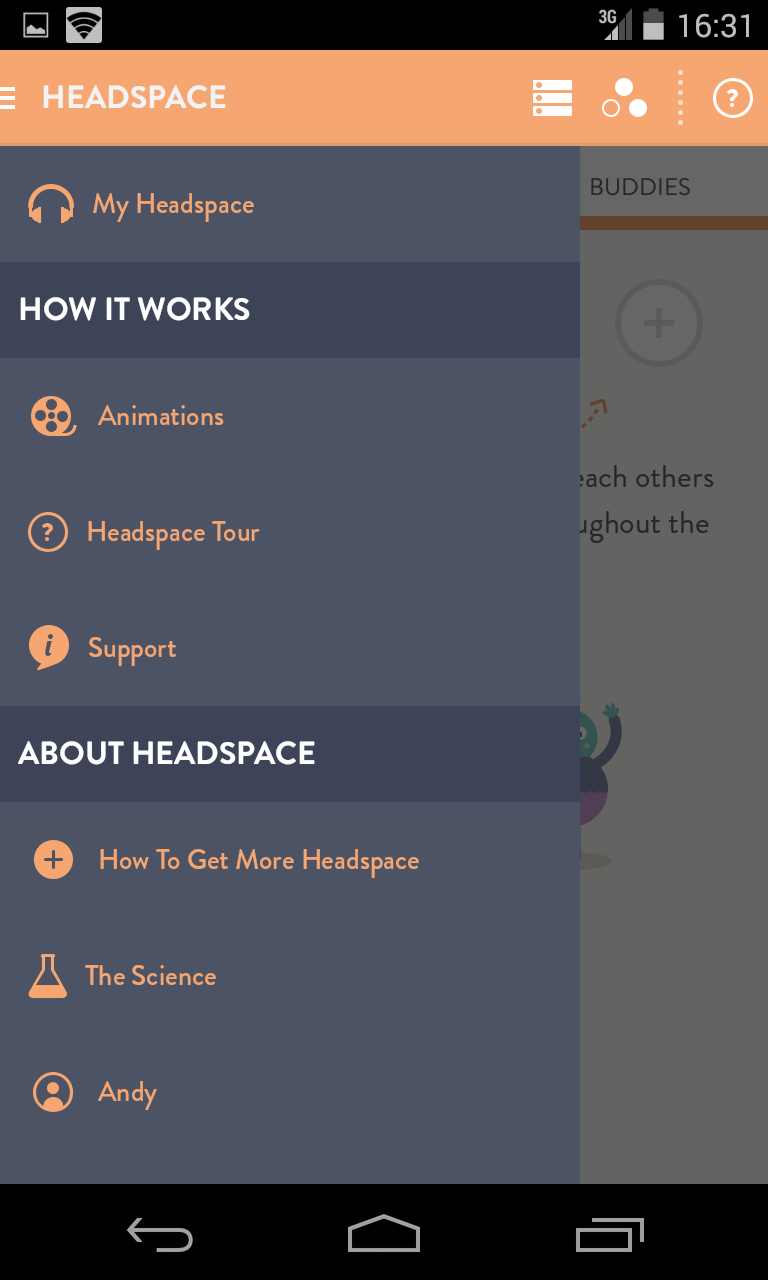 3G 16:31
HEADSPACE ?
My Headspace
BUDDIES
HOW IT WORKS
Animations
each others
? Headspace Tour
ughout the
i Support
ABOUT HEADSPACE
How To Get More Headspace
The Science
Andy